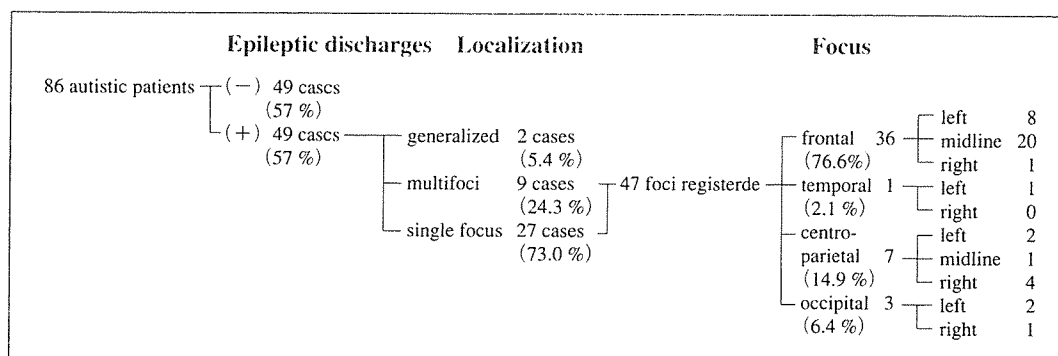 Epileptic discharges Localization Focus
86 autistic patients (−) 49 cascs
(57 %)
(+) 49 cascs
(57 %)
generalized 2 cases
(5.4 %)
multifoci 9 cases
(24.3 %)
single focus 27 cases
(73.0 %)
47 foci registerde
frontal 36
(76.6%)
left 8
midline 20
right 1
temporal 1
(2.1 %)
left 1
right 0
centro-
parietal 7
(14.9 %)
left 2
midline 1
right 4
occipital 3
(6.4 %)
left 2
right 1